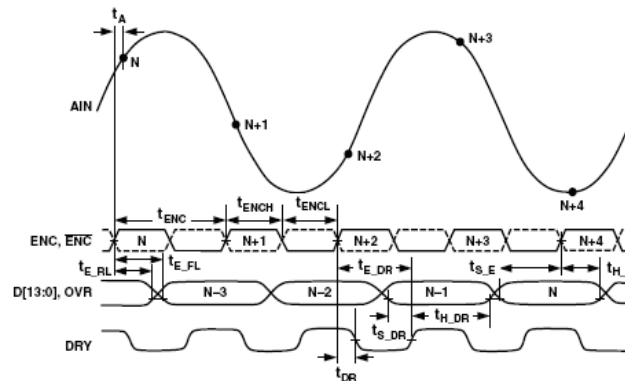 tA
N
N+3
AIN
N+1
N+2
N+4
tENC
tENCH
tENCL
ENC, ENC
N
N+1
N+2
N+3
N+4
tE_RL
tE_FL
tE_DR
tS_E
tH_
D[13:0], OVR
N–3
N–2
N–1
N
tS_DR
tH_DR
DRY
tDR